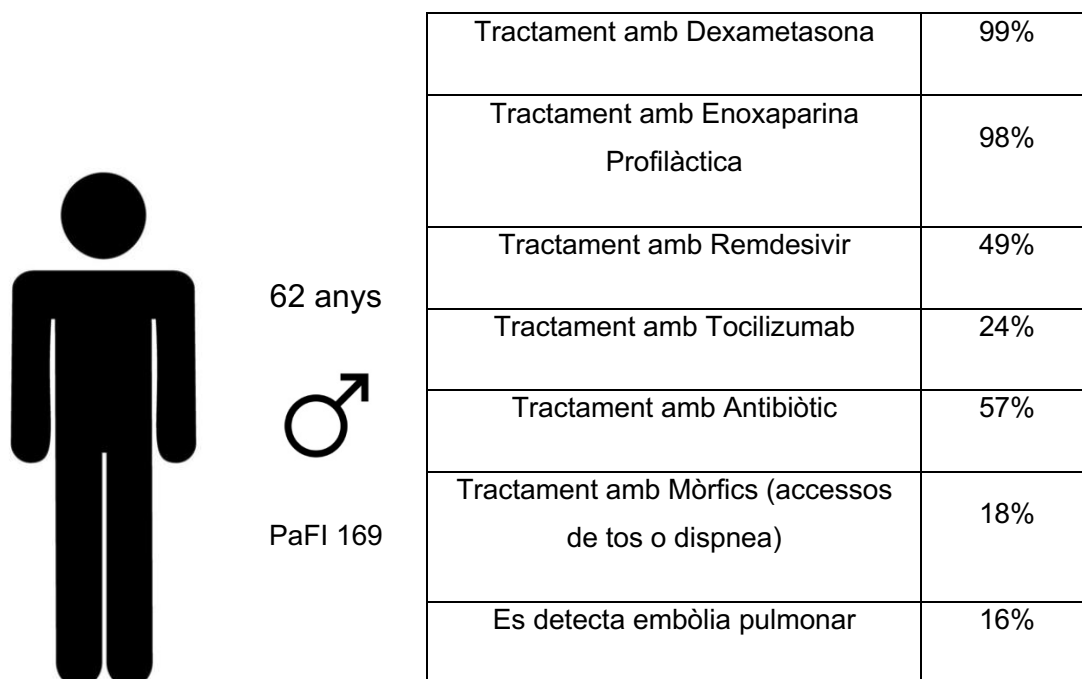 62 anys
PaFI 169
Tractament amb Dexametasona 99%
Tractament amb Enoxaparina
Profilàctica 98%
Tractament amb Remdesivir 49%
Tractament amb Tocilizumab 24%
Tractament amb Antibiòtic 57%
Tractament amb Mòrfics (accessos
de tos o dispnea) 18%
Es detecta embòlia pulmonar 16%